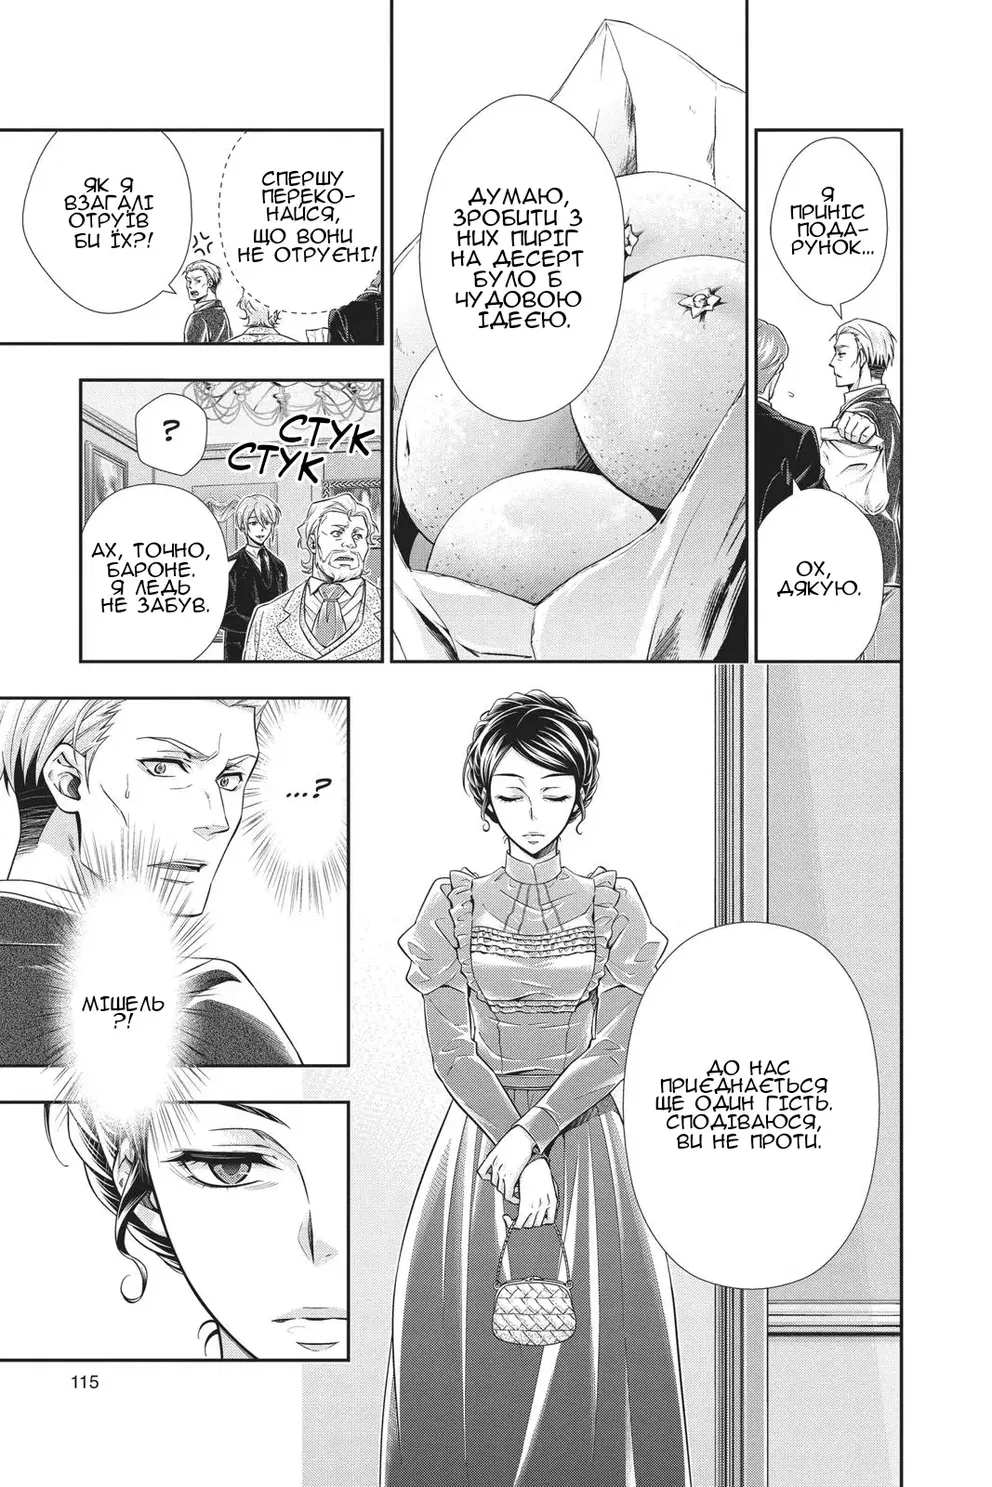 Я
ПРИНІС
ПОДА-
РУНОК...
ОХ,
ДЯКУЮ.
ДУМАЮ,
ЗРОБИТИ З
НИХ ПИРІГ
НА ДЕСЕРТ
БУЛО Б
ЧУДОВОЮ
ІДЕЄЮ.
СПЕРШУ
ПЕРЕКО-
НАЙСЯ,
ЩО ВОНИ
НЕ ОТРУЄНІ!
ЯК Я
ВЗАГАЛІ
ОТРУЇВ
БИ ЇХ?!
СТУК
СТУК
?
АХ, ТОЧНО,
БАРОНЕ.
Я ЛЕДЬ
НЕ ЗАБУВ.
ДО НАС
ПРИЄДНАЄТЬСЯ
ЩЕ ОДИН ГІСТЬ.
СПОДІВАЮСЯ,
ВИ НЕ ПРОТИ.
...?
МІШЕЛЬ
?!
115